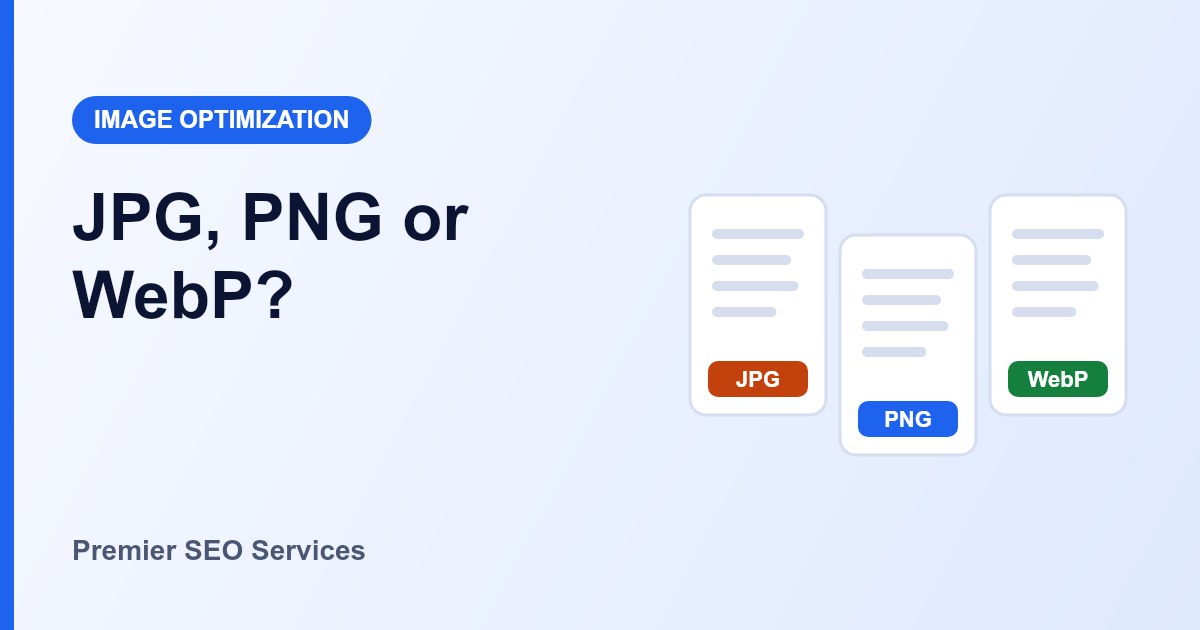 IMAGE OPTIMIZATION
JPG, PNG or
WebP?
JPG
PNG
WebP
Premier SEO Services